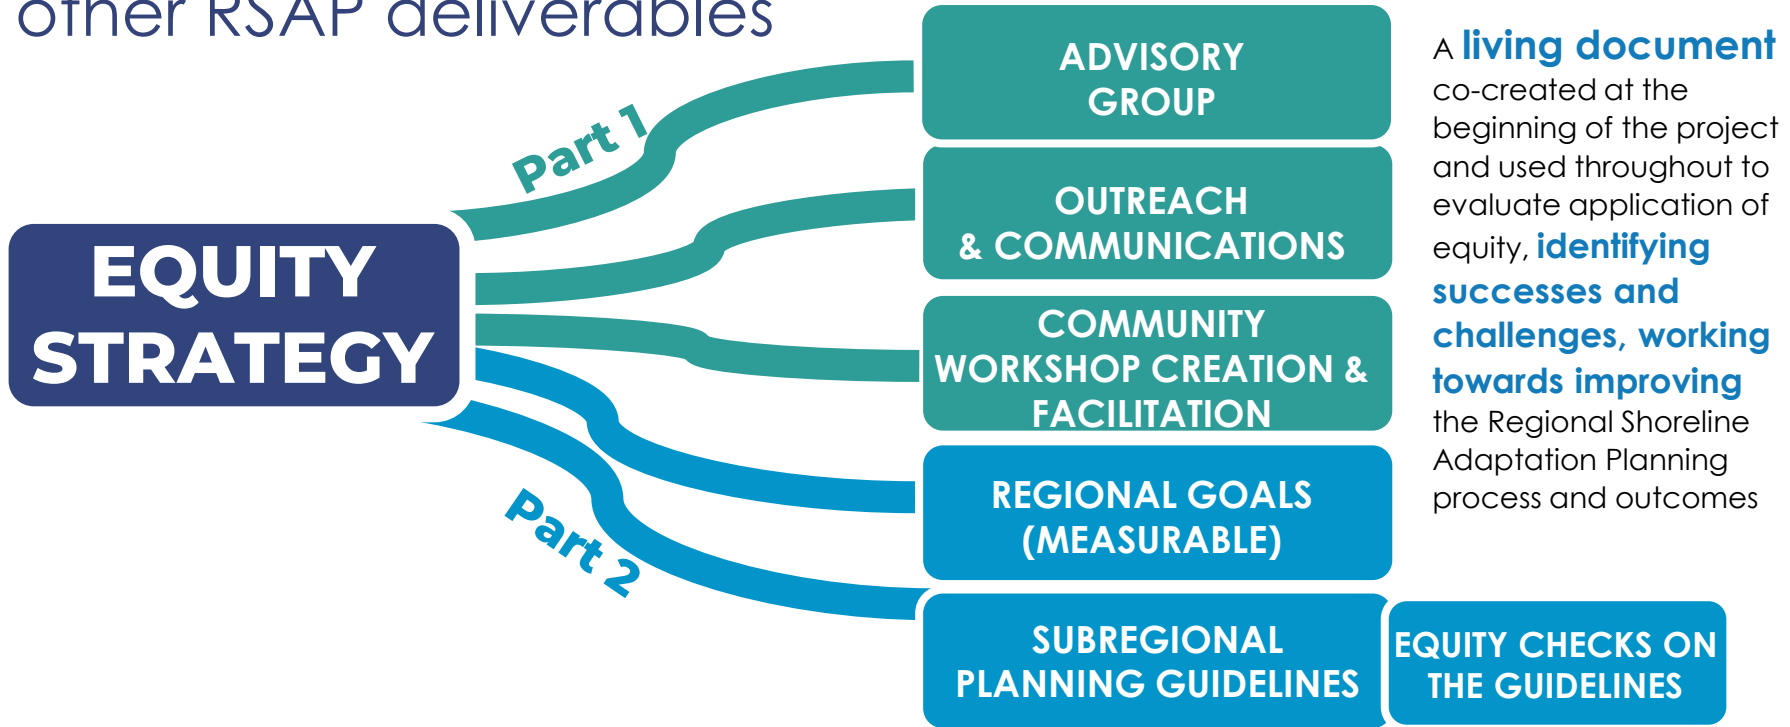 other RSAP deliverables
EQUITY
STRATEGY
Part 1
ADVISORY
GROUP
OUTREACH
& COMMUNICATIONS
COMMUNITY
WORKSHOP CREATION &
FACILITATION
Part 2
REGIONAL GOALS
(MEASURABLE)
SUBREGIONAL
PLANNING GUIDELINES
EQUITY CHECKS ON
THE GUIDELINES
A living document
co-created at the
beginning of the project
and used throughout to
evaluate application of
equity, identifying
successes and
challenges, working
towards improving
the Regional Shoreline
Adaptation Planning
process and outcomes